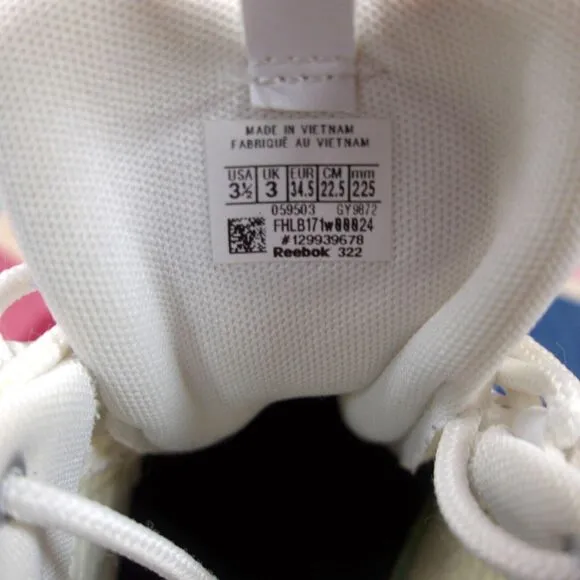 MADE IN VIETNAM
FABRIQUÉ AU VIETNAM
USA UK EUR CM mm
3½ 3 34.5 22.5 225
059503 GY9872
FHLB171w00024
#129939678
Reebok 322